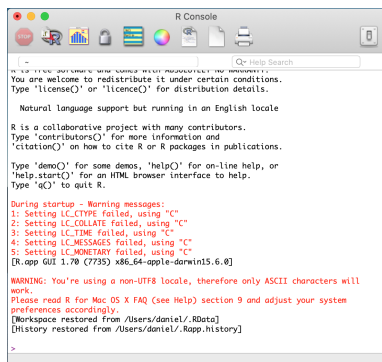 R Console
STOP
Help Search
R is free software and comes with ABSOLUTELY NO WARRANTY.
You are welcome to redistribute it under certain conditions.
Type 'license()' or 'licence()' for distribution details.
Natural language support but running in an English locale
R is a collaborative project with many contributors.
Type 'contributors()' for more information and
'citation()' on how to cite R or R packages in publications.
Type 'demo()' for some demos, 'help()' for on-line help, or
'help.start()' for an HTML browser interface to help.
Type 'q()' to quit R.
During startup - Warning messages:
1: Setting LC_CTYPE failed, using "C"
2: Setting LC_COLLATE failed, using "C"
3: Setting LC_TIME failed, using "C"
4: Setting LC_MESSAGES failed, using "C"
5: Setting LC_MONETARY failed, using "C"
[R.app GUI 1.70 (7735) x86_64-apple-darwin15.6.0]
WARNING: You're using a non-UTF8 locale, therefore only ASCII characters will
work.
Please read R for Mac OS X FAQ (see Help) section 9 and adjust your system
preferences accordingly.
[Workspace restored from /Users/daniel/.RData]
[History restored from /Users/daniel/.Rapp.history]
>